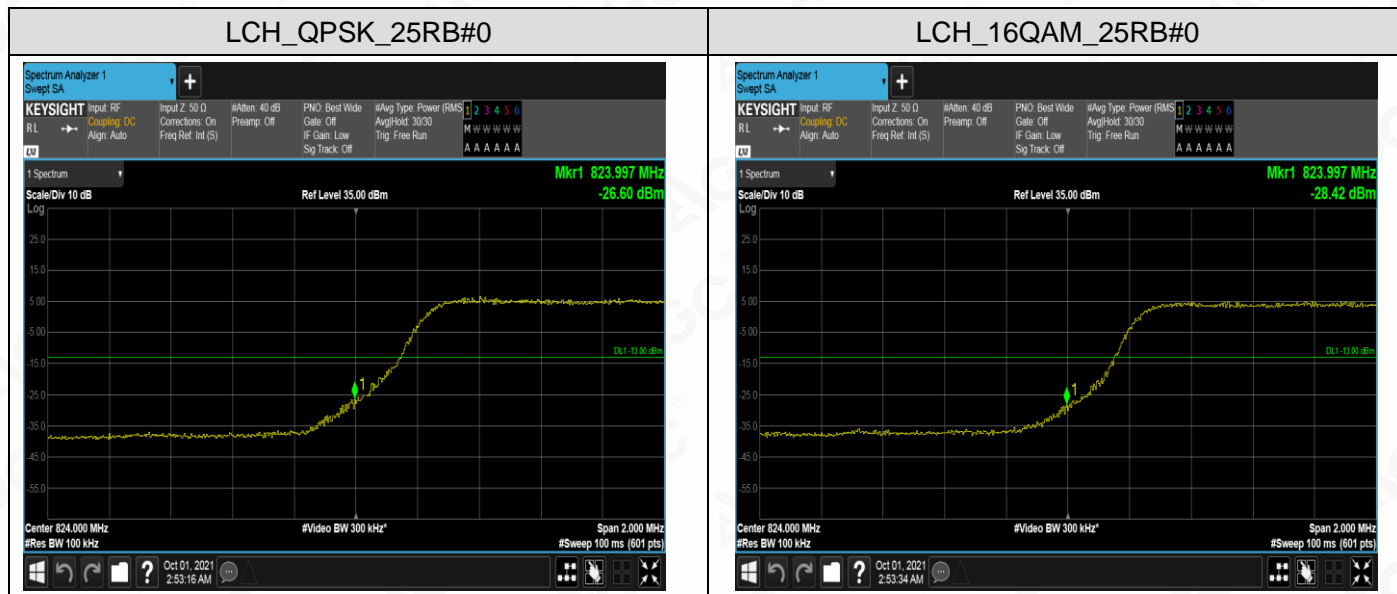 LCH_QPSK_25RB#0
Spectrum Analyzer 1
Swept SA
+
KEYSIGHT
RL
LXI
Input: RF
Coupling: DC
Align: Auto
Input Z: 50 Ω
Corrections: On
Freq Ref: Int (S)
#Atten: 40 dB
Preamp: Off
PNO: Best Wide
Gate: Off
IF Gain: Low
Sig Track: Off
#Avg Type: Power (RMS
Avg|Hold: 30/30
Trig: Free Run
1 2 3 4 5 6
M W W W W W
A A A A A A
1 Spectrum
Mkr1 823.997 MHz
Scale/Div 10 dB
Ref Level 35.00 dBm
-26.60 dBm
Log
25.0
15.0
5.00
-5.00
DL1 -13.00 dBm
-15.0
1
-25.0
-35.0
-45.0
-55.0
Center 824.000 MHz
#Video BW 300 kHz*
Span 2.000 MHz
#Res BW 100 kHz
#Sweep 100 ms (601 pts)
?
Oct 01, 2021
2:53:16 AM
LCH_16QAM_25RB#0
Spectrum Analyzer 1
Swept SA
+
KEYSIGHT
RL
LXI
Input: RF
Coupling: DC
Align: Auto
Input Z: 50 Ω
Corrections: On
Freq Ref: Int (S)
#Atten: 40 dB
Preamp: Off
PNO: Best Wide
Gate: Off
IF Gain: Low
Sig Track: Off
#Avg Type: Power (RMS
Avg|Hold: 30/30
Trig: Free Run
1 2 3 4 5 6
M W W W W W
A A A A A A
1 Spectrum
Mkr1 823.997 MHz
Scale/Div 10 dB
Ref Level 35.00 dBm
-28.42 dBm
Log
25.0
15.0
5.00
-5.00
DL1 -13.00 dBm
-15.0
1
-25.0
-35.0
-45.0
-55.0
Center 824.000 MHz
#Video BW 300 kHz*
Span 2.000 MHz
#Res BW 100 kHz
#Sweep 100 ms (601 pts)
?
Oct 01, 2021
2:53:34 AM